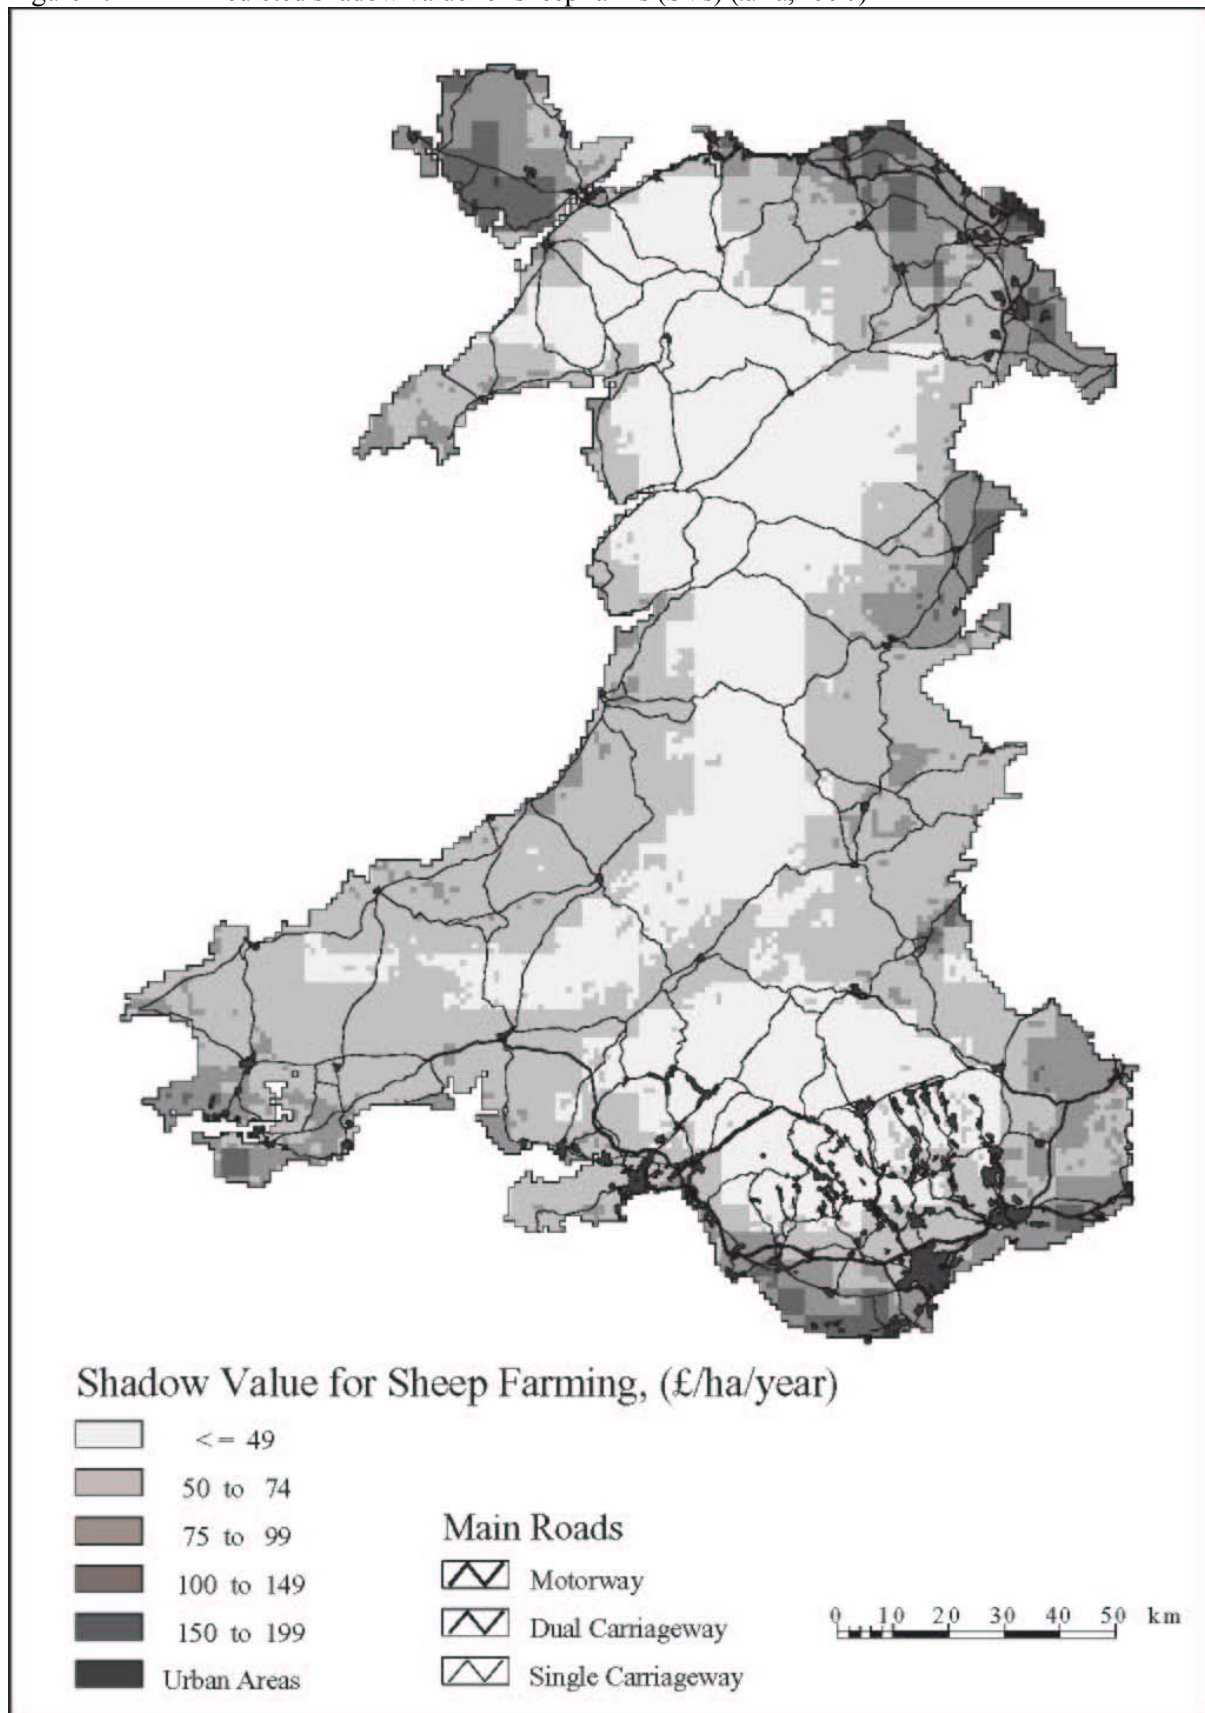 Shadow Value for Sheep Farming, (£/ha/year)
< = 49
50 to 74
75 to 99
100 to 149
150 to 199
Urban Areas
Main Roads
Motorway
Dual Carriageway
Single Carriageway
0 10 20 30 40 50 km